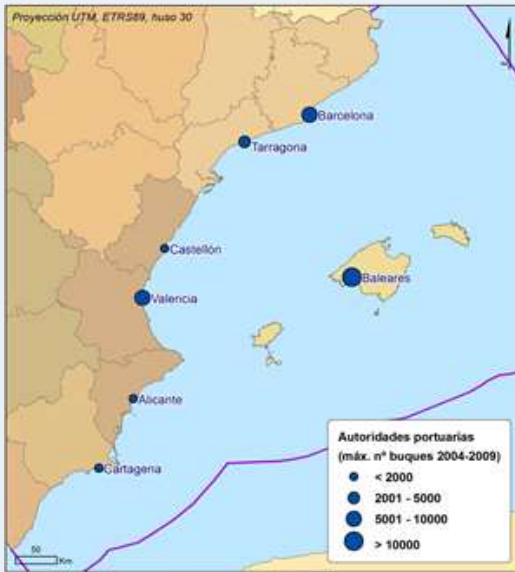 Proyección UTM, ETRS89, huso 30
Barcelona
Tarragona
Castellón
Baleares
Valencia
Alicante
Cartagena
Autoridades portuarias
(máx. nº buques 2004-2009)
< 2000
2001 - 5000
5001 - 10000
> 10000
50
Km